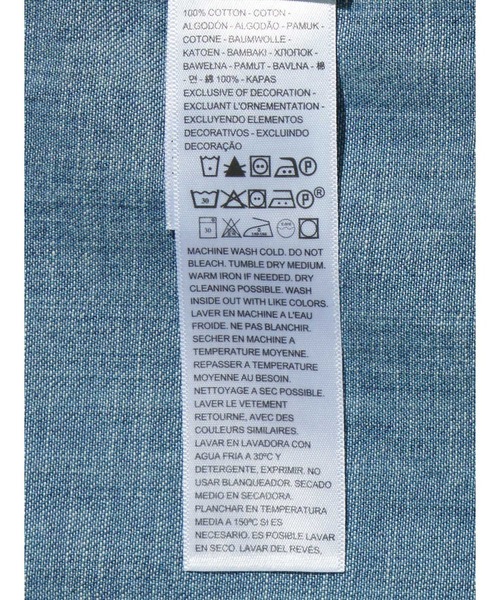 100% COTTON - COTON -
ALGODÓN - ALGODÃO - PAMUK -
COTONE - BAUMWOLLE -
KATOEN - BAMBAKI - ХЛОПОК -
BAWEŁNA - PAMUT - BAVLNA - 棉
- 면 - 綿 100% - KAPAS
EXCLUSIVE OF DECORATION -
EXCLUANT L'ORNEMENTATION -
EXCLUYENDO ELEMENTOS
DECORATIVOS - EXCLUINDO
DECORAÇÃO
P
30 P®
30
MACHINE WASH COLD. DO NOT
BLEACH. TUMBLE DRY MEDIUM.
WARM IRON IF NEEDED. DRY
CLEANING POSSIBLE. WASH
INSIDE OUT WITH LIKE COLORS.
LAVER EN MACHINE A L'EAU
FROIDE. NE PAS BLANCHIR.
SECHER EN MACHINE A
TEMPERATURE MOYENNE.
REPASSER A TEMPERATURE
MOYENNE AU BESOIN.
NETTOYAGE A SEC POSSIBLE.
LAVER LE VETEMENT
RETOURNE, AVEC DES
COULEURS SIMILAIRES.
LAVAR EN LAVADORA CON
AGUA FRIA A 30ºC Y
DETERGENTE, EXPRIMIR. NO
USAR BLANQUEADOR. SECADO
MEDIO EN SECADORA.
PLANCHAR EN TEMPERATURA
MEDIA A 150ºC SI ES
NECESARIO. ES POSIBLE LAVAR
EN SECO. LAVAR DEL REVÉS.